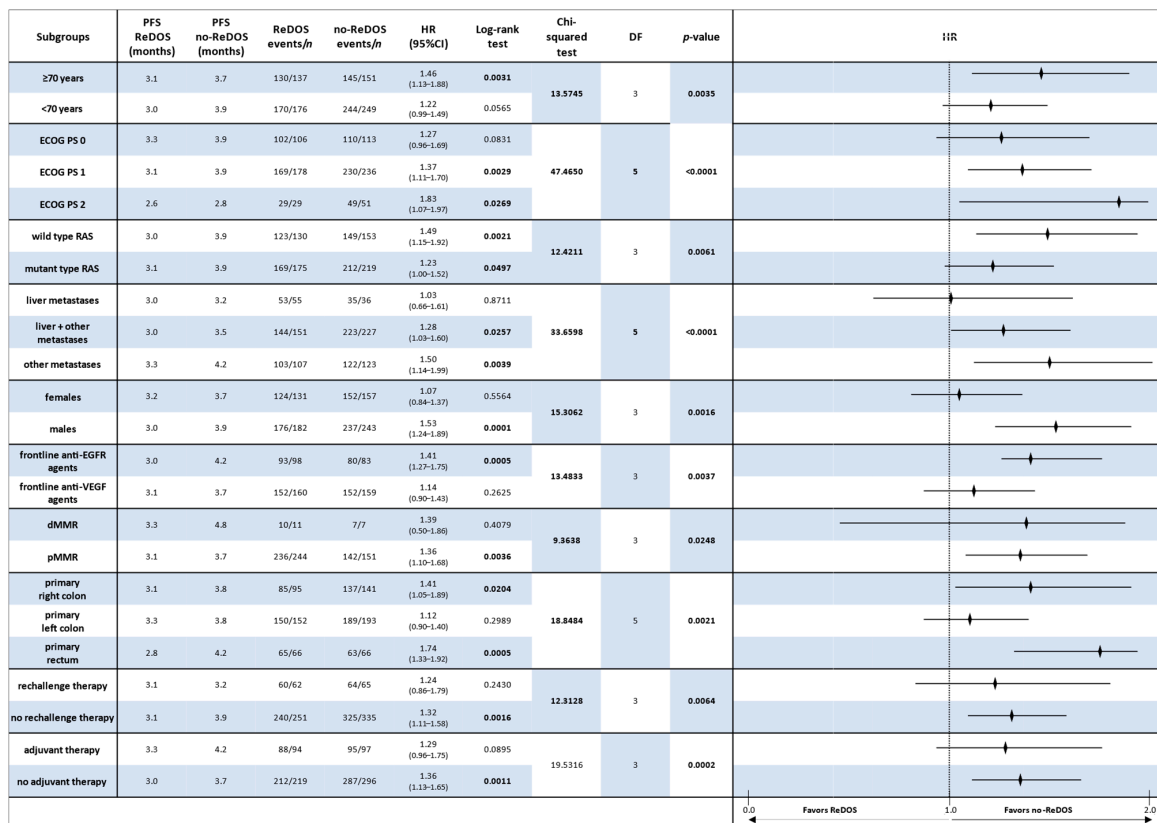 Subgroups PFS ReDOS (months) PFS no-ReDOS (months) ReDOS events/n no-ReDOS events/n HR (95%CI) Log-rank test Chi-squared test DF p-value HR
≥70 years 3.1 3.7 130/137 145/151 1.46 (1.13–1.88) 0.0031 13.5745 3 0.0035
<70 years 3.0 3.9 170/176 244/249 1.22 (0.99–1.49) 0.0565
ECOG PS 0 3.3 3.9 102/106 110/113 1.27 (0.96–1.69) 0.0831
ECOG PS 1 3.1 3.9 169/178 230/236 1.37 (1.11–1.70) 0.0029 47.4650 5 <0.0001
ECOG PS 2 2.6 2.8 29/29 49/51 1.83 (1.07–1.97) 0.0269
wild type RAS 3.0 3.9 123/130 149/153 1.49 (1.15–1.92) 0.0021 12.4211 3 0.0061
mutant type RAS 3.1 3.9 169/175 212/219 1.23 (1.00–1.52) 0.0497
liver metastases 3.0 3.2 53/55 35/36 1.03 (0.66–1.61) 0.8711
liver + other metastases 3.0 3.5 144/151 223/227 1.28 (1.03–1.60) 0.0257 33.6598 5 <0.0001
other metastases 3.3 4.2 103/107 122/123 1.50 (1.14–1.99) 0.0039
females 3.2 3.7 124/131 152/157 1.07 (0.84–1.37) 0.5564 15.3062 3 0.0016
males 3.0 3.9 176/182 237/243 1.53 (1.24–1.89) 0.0001
frontline anti-EGFR agents 3.0 4.2 93/98 80/83 1.41 (1.27–1.75) 0.0005 13.4833 3 0.0037
frontline anti-VEGF agents 3.1 3.7 152/160 152/159 1.14 (0.90–1.43) 0.2625
dMMR 3.3 4.8 10/11 7/7 1.39 (0.50–1.86) 0.4079 9.3638 3 0.0248
pMMR 3.1 3.7 236/244 142/151 1.36 (1.10–1.68) 0.0036
primary right colon 3.1 3.8 85/95 137/141 1.41 (1.05–1.89) 0.0204
primary left colon 3.3 3.8 150/152 189/193 1.12 (0.90–1.40) 0.2989 18.8484 5 0.0021
primary rectum 2.8 4.2 65/66 63/66 1.74 (1.33–1.92) 0.0005
rechallenge therapy 3.1 3.2 60/62 64/65 1.24 (0.86–1.79) 0.2430 12.3128 3 0.0064
no rechallenge therapy 3.1 3.9 240/251 325/335 1.32 (1.11–1.58) 0.0016
adjuvant therapy 3.3 4.2 88/94 95/97 1.29 (0.96–1.75) 0.0895 19.5316 3 0.0002
no adjuvant therapy 3.0 3.7 212/219 287/296 1.36 (1.13–1.65) 0.0011
0.0 Favors ReDOS 1.0 Favors no-ReDOS 2.0